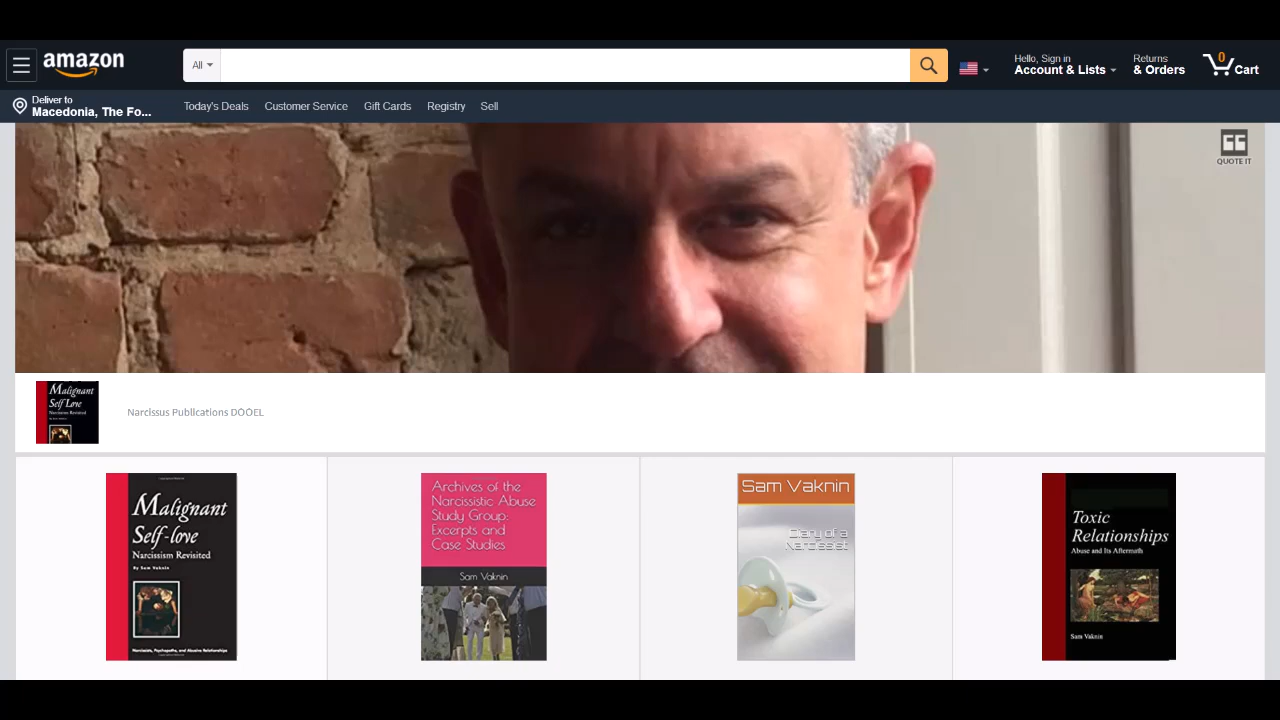 amazon
All
Hello, Sign in
Account & Lists
Returns
& Orders
0
Cart
Deliver to
Macedonia, The Fo...
Today's Deals
Customer Service
Gift Cards
Registry
Sell
QUOTE IT
Malignant
Self Love
Narcissism Revisited
Narcissus Publications DOOEL
Malignant
Self-love
Narcissism Revisited
By Sam Vaknin
Narcissists, Psychopaths, and Abusive Relationships
Archives of the
Narcissistic Abuse
Study Group:
Excerpts and
Case Studies
Sam Vaknin
Sam Vaknin
Diary of a
Narcissist
Toxic
Relationships
Abuse and Its Aftermath
Sam Vaknin